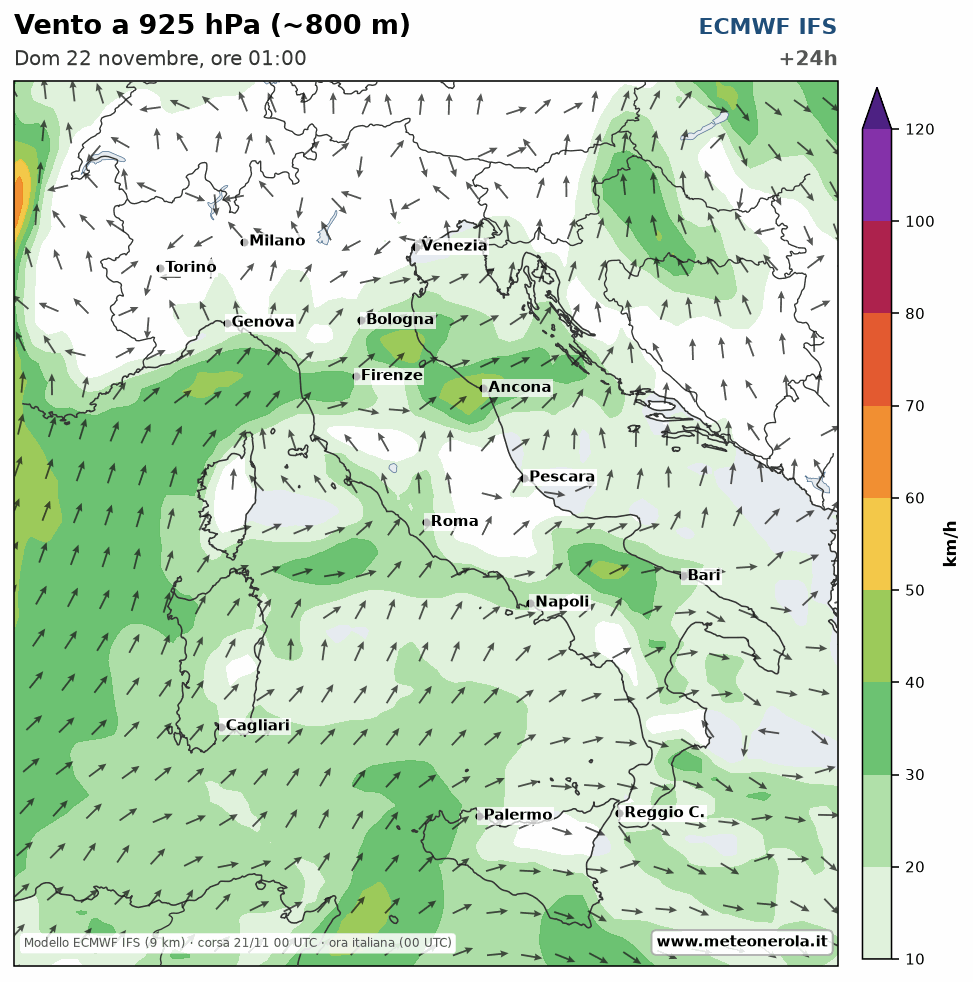 Vento a 925 hPa (~800 m)
ECMWF IFS
Dom 22 novembre, ore 01:00
+24h
Milano
Venezia
Torino
Genova
Bologna
Firenze
Ancona
Pescara
Roma
Bari
Napoli
Cagliari
Palermo
Reggio C.
120
100
80
70
60
50
40
30
20
10
km/h
Modello ECMWF IFS (9 km) · corsa 21/11 00 UTC · ora italiana (00 UTC)
www.meteonerola.it